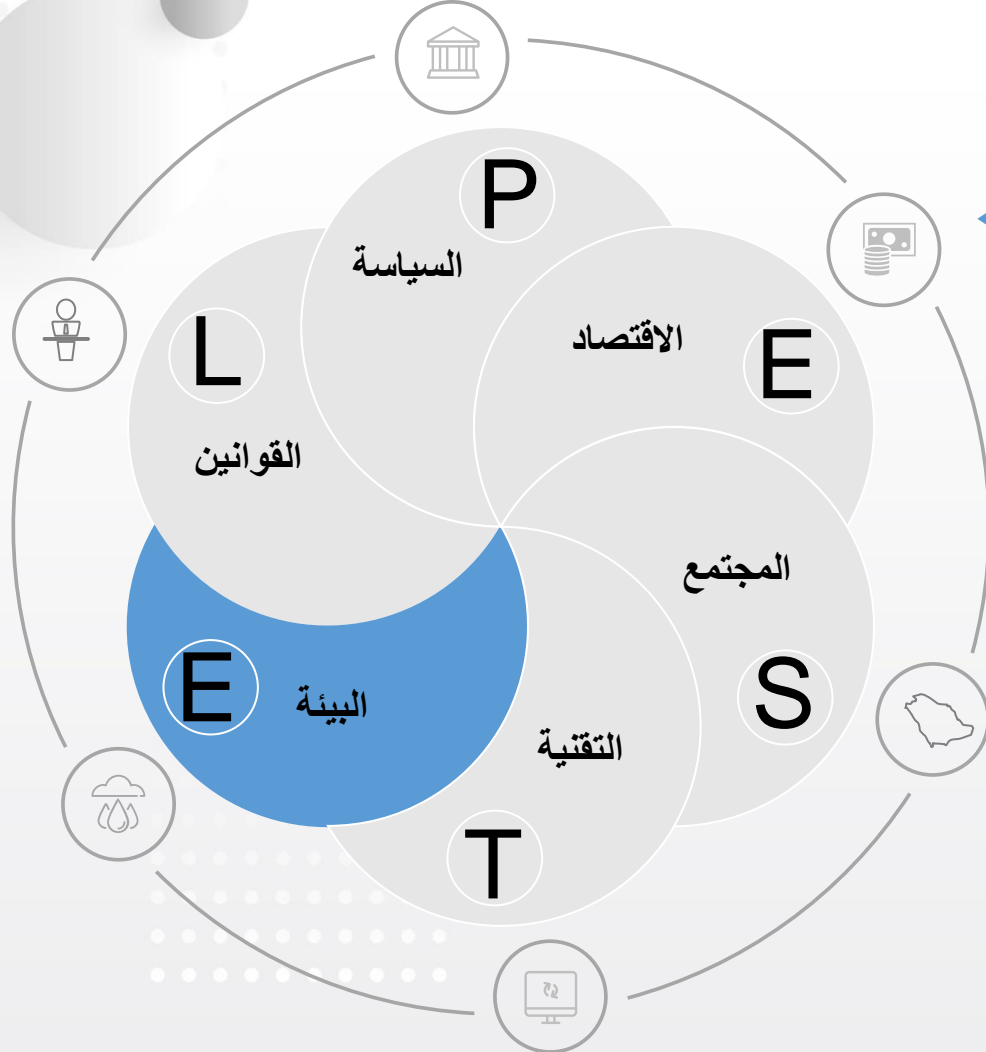 P
السياسة
E
الاقتصاد
S
المجتمع
T
التقنية
E
البيئة
L
القوانين